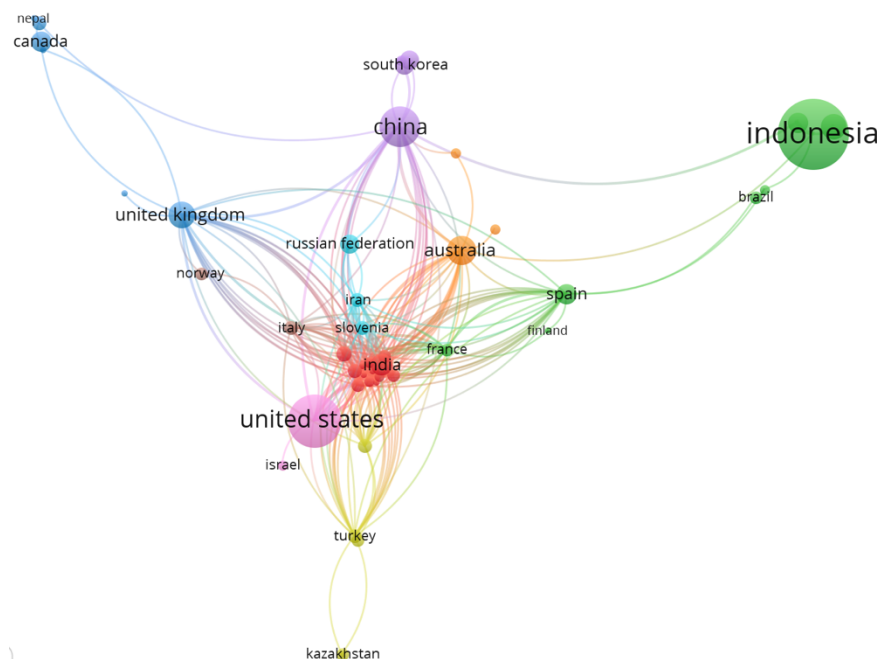 nepal
canada
south korea
china
indonesia
brazil
united kingdom
russian federation
australia
norway
iran
spain
italy
slovenia
finland
france
india
united states
israel
turkey
kazakhstan